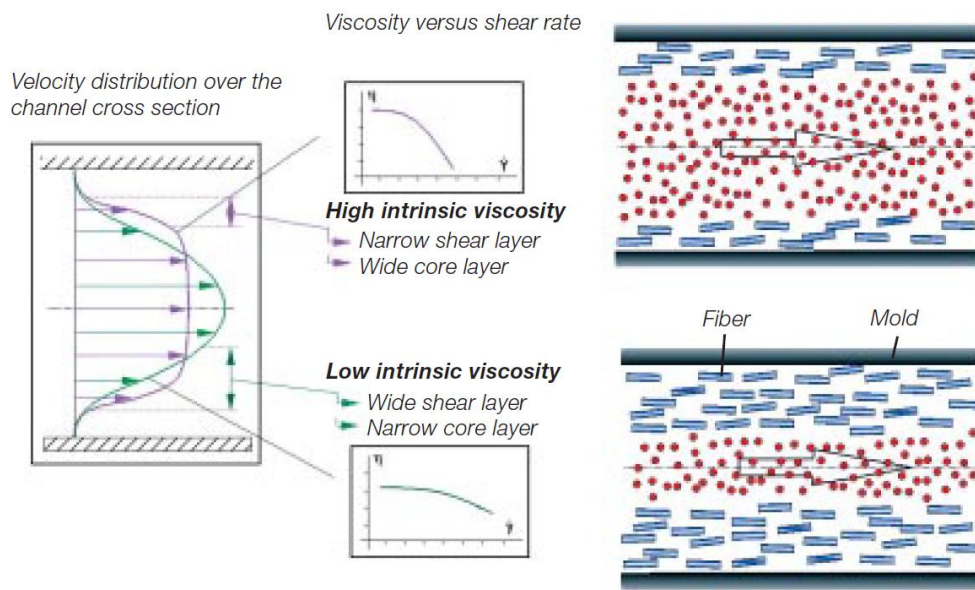 Viscosity versus shear rate
Velocity distribution over the
channel cross section
η
γ̇
High intrinsic viscosity
Narrow shear layer
Wide core layer
Fiber
Mold
Low intrinsic viscosity
Wide shear layer
Narrow core layer
η
γ̇